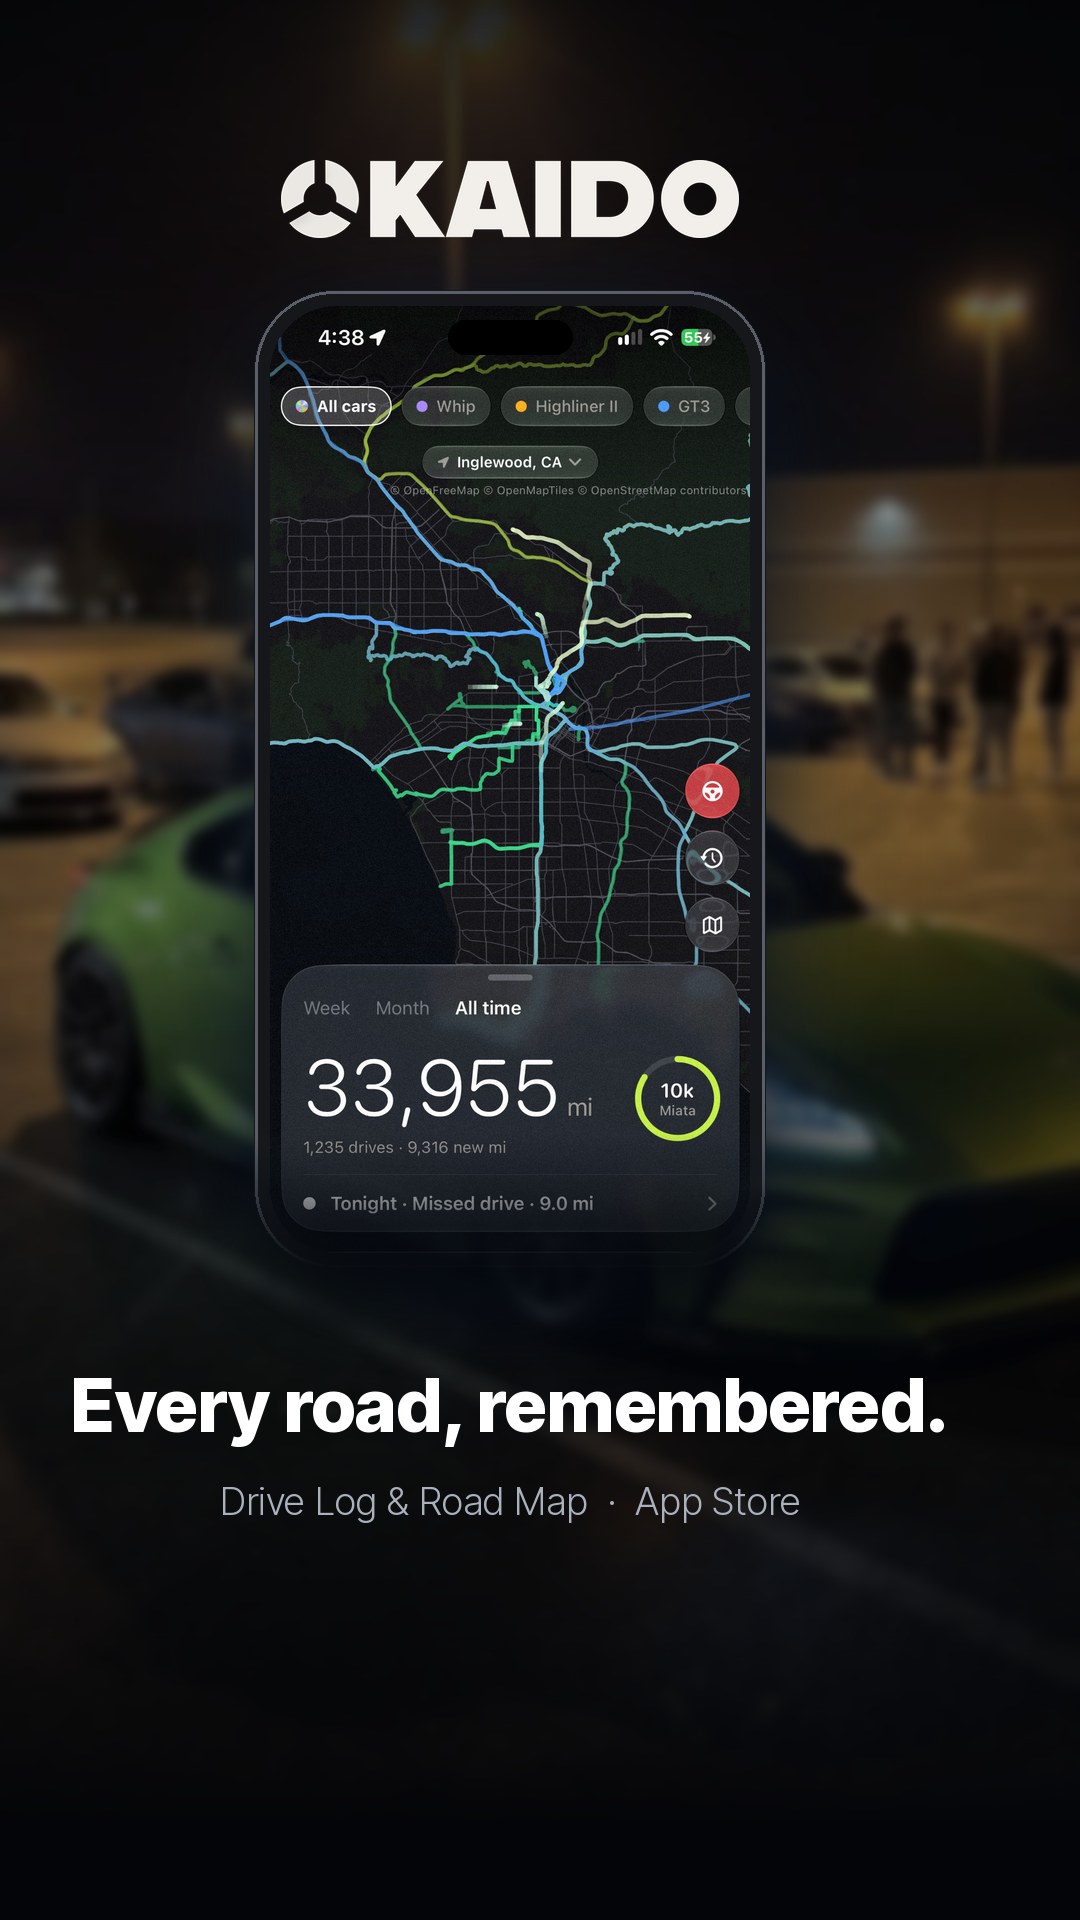 KAIDO
4:38
55
All cars
Whip
Highliner II
GT3
Inglewood, CA
© OpenFreeMap © OpenMapTiles © OpenStreetMap contributors
Week Month All time
33,955 mi
10k
Miata
1,235 drives · 9,316 new mi
Tonight · Missed drive · 9.0 mi
Every road, remembered.
Drive Log & Road Map · App Store